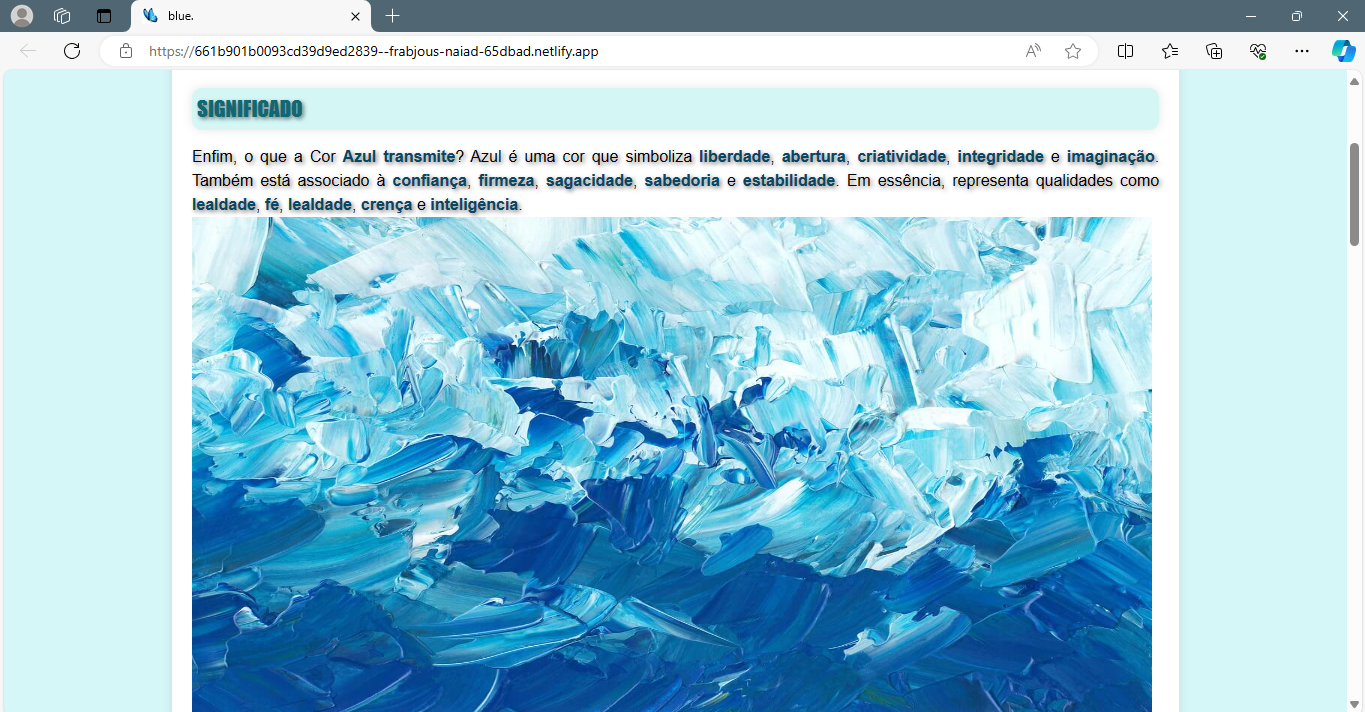 blue.
https://661b901b0093cd39d9ed2839--frabjous-naiad-65dbad.netlify.app
SIGNIFICADO
Enfim, o que a Cor Azul transmite? Azul é uma cor que simboliza liberdade, abertura, criatividade, integridade e imaginação.
Também está associado à confiança, firmeza, sagacidade, sabedoria e estabilidade. Em essência, representa qualidades como
lealdade, fé, lealdade, crença e inteligência.